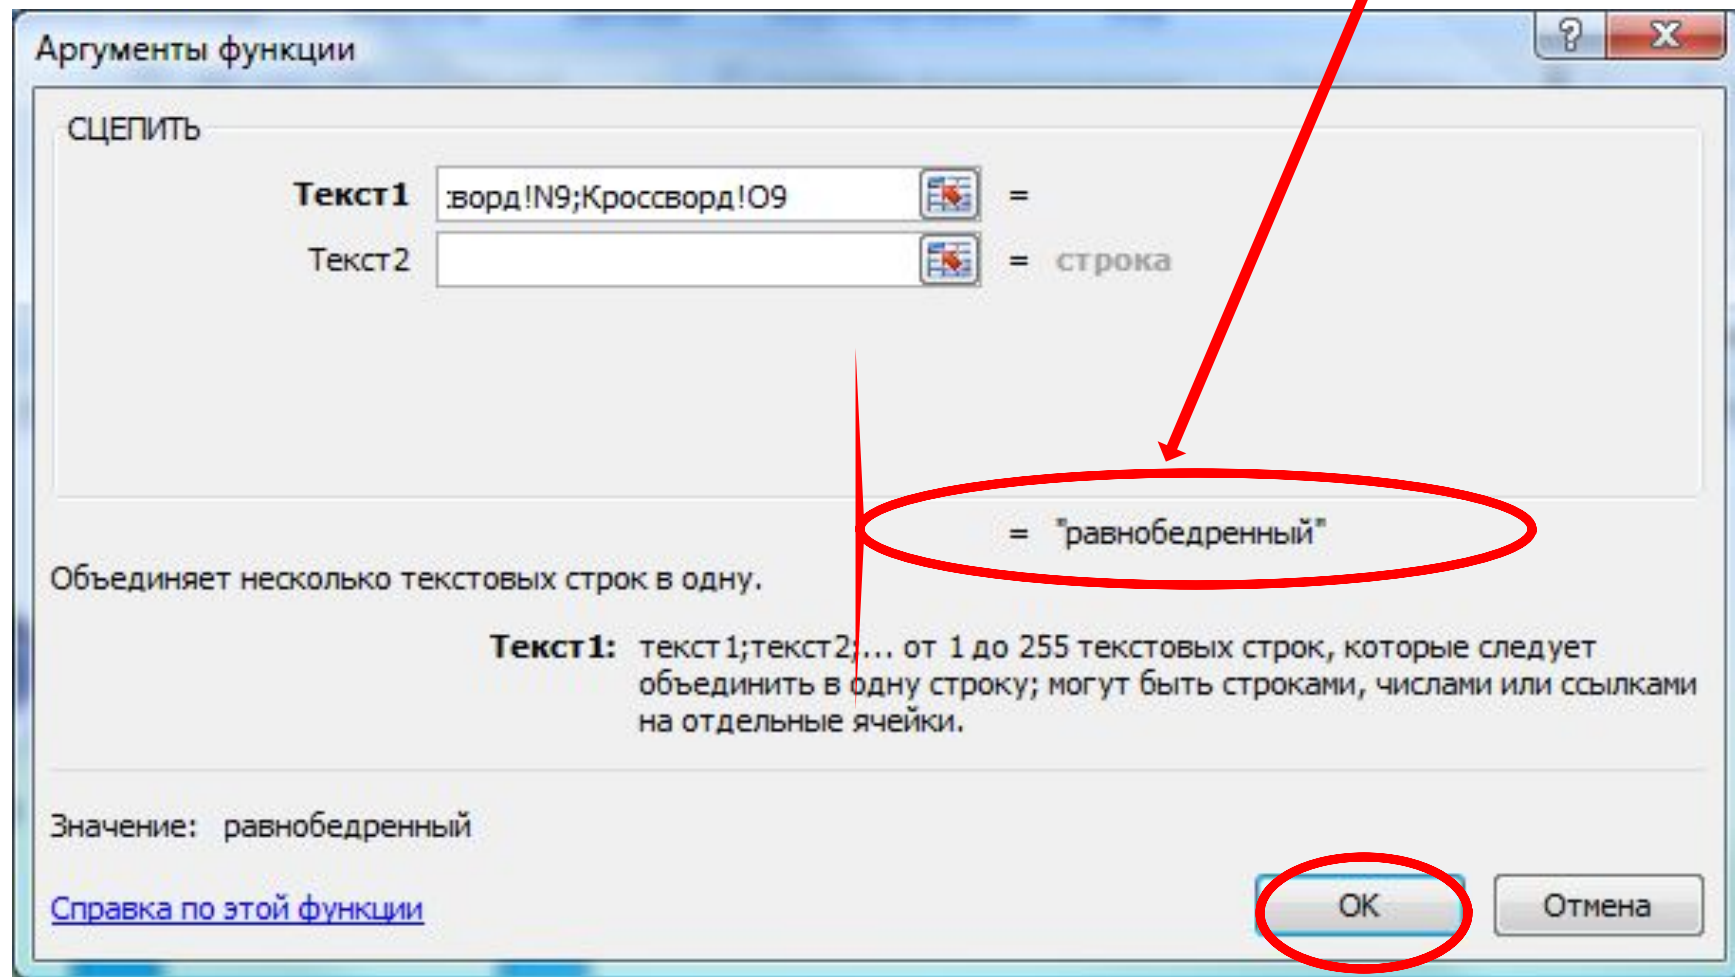 Аргументы функции
СЦЕПИТЬ
Текст1 :ворд!N9;Кроссворд!O9 =
Текст2 = строка
= "равнобедренный"
Объединяет несколько текстовых строк в одну.
Текст1: текст1;текст2;... от 1 до 255 текстовых строк, которые следует
объединить в одну строку; могут быть строками, числами или ссылками
на отдельные ячейки.
Значение: равнобедренный
Справка по этой функции
ОК
Отмена